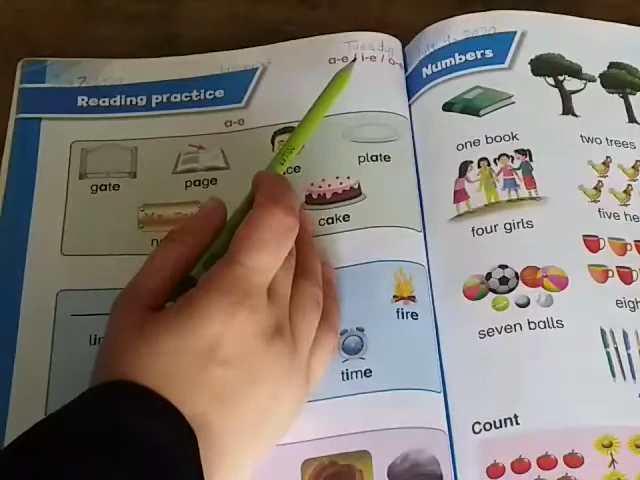 Tuesday
a-e / i-e / o-
Reading practice
a-e
gate
page
ce
plate
cake
fire
time
Numbers
one book
two trees
four girls
five he
seven balls
eigh
Count